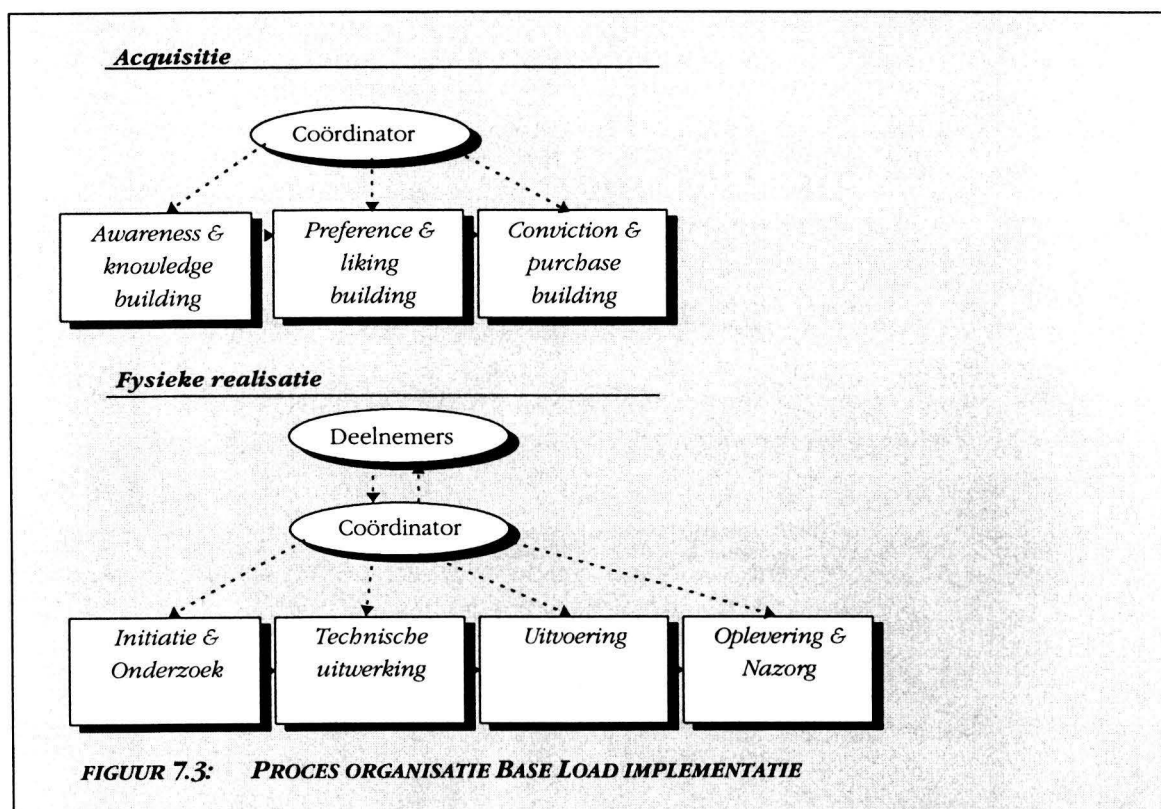 Acquisitie
Coördinator
Awareness &
knowledge
building
Preference &
liking
building
Conviction &
purchase
building
Fysieke realisatie
Deelnemers
Coördinator
Initiatie &
Onderzoek
Technische
uitwerking
Uitvoering
Oplevering &
Nazorg
FIGUUR 7.3: PROCES ORGANISATIE BASE LOAD IMPLEMENTATIE